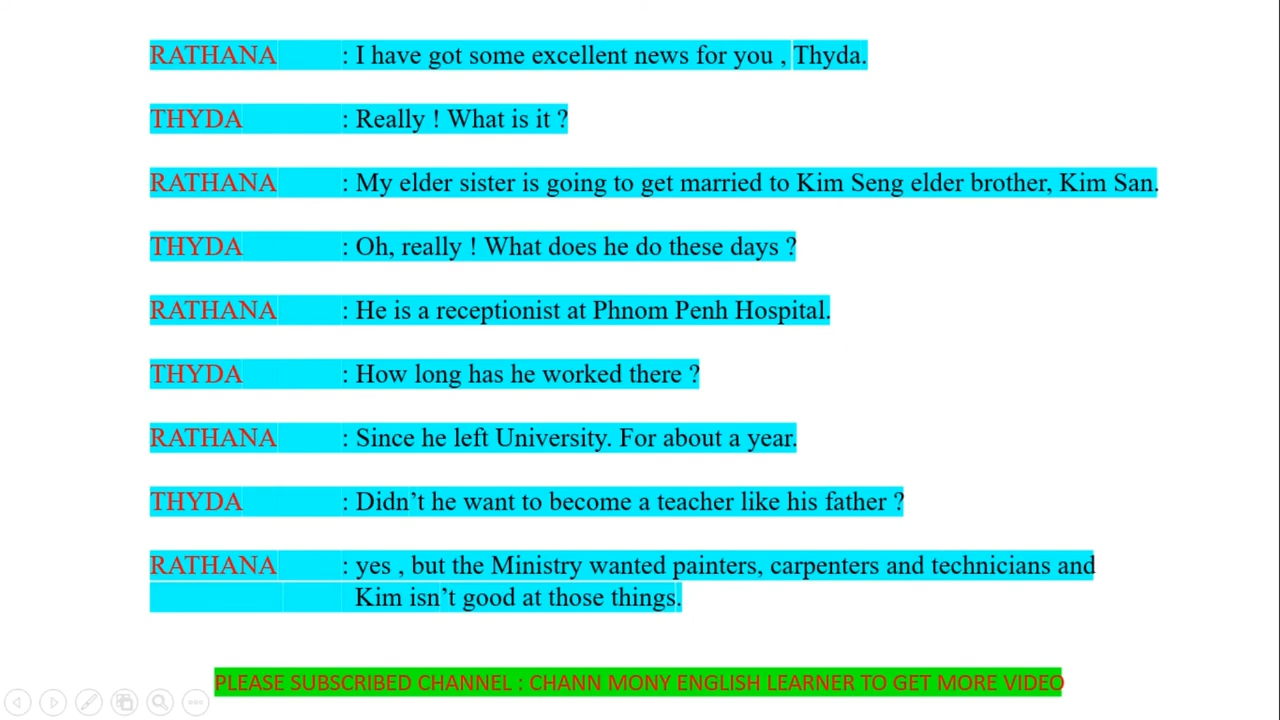 RATHANA : I have got some excellent news for you , Thyda.
THYDA : Really ! What is it ?
RATHANA : My elder sister is going to get married to Kim Seng elder brother, Kim San.
THYDA : Oh, really ! What does he do these days ?
RATHANA : He is a receptionist at Phnom Penh Hospital.
THYDA : How long has he worked there ?
RATHANA : Since he left University. For about a year.
THYDA : Didn’t he want to become a teacher like his father ?
RATHANA : yes , but the Ministry wanted painters, carpenters and technicians and
Kim isn’t good at those things.
PLEASE SUBSCRIBED CHANNEL : CHANN MONY ENGLISH LEARNER TO GET MORE VIDEO